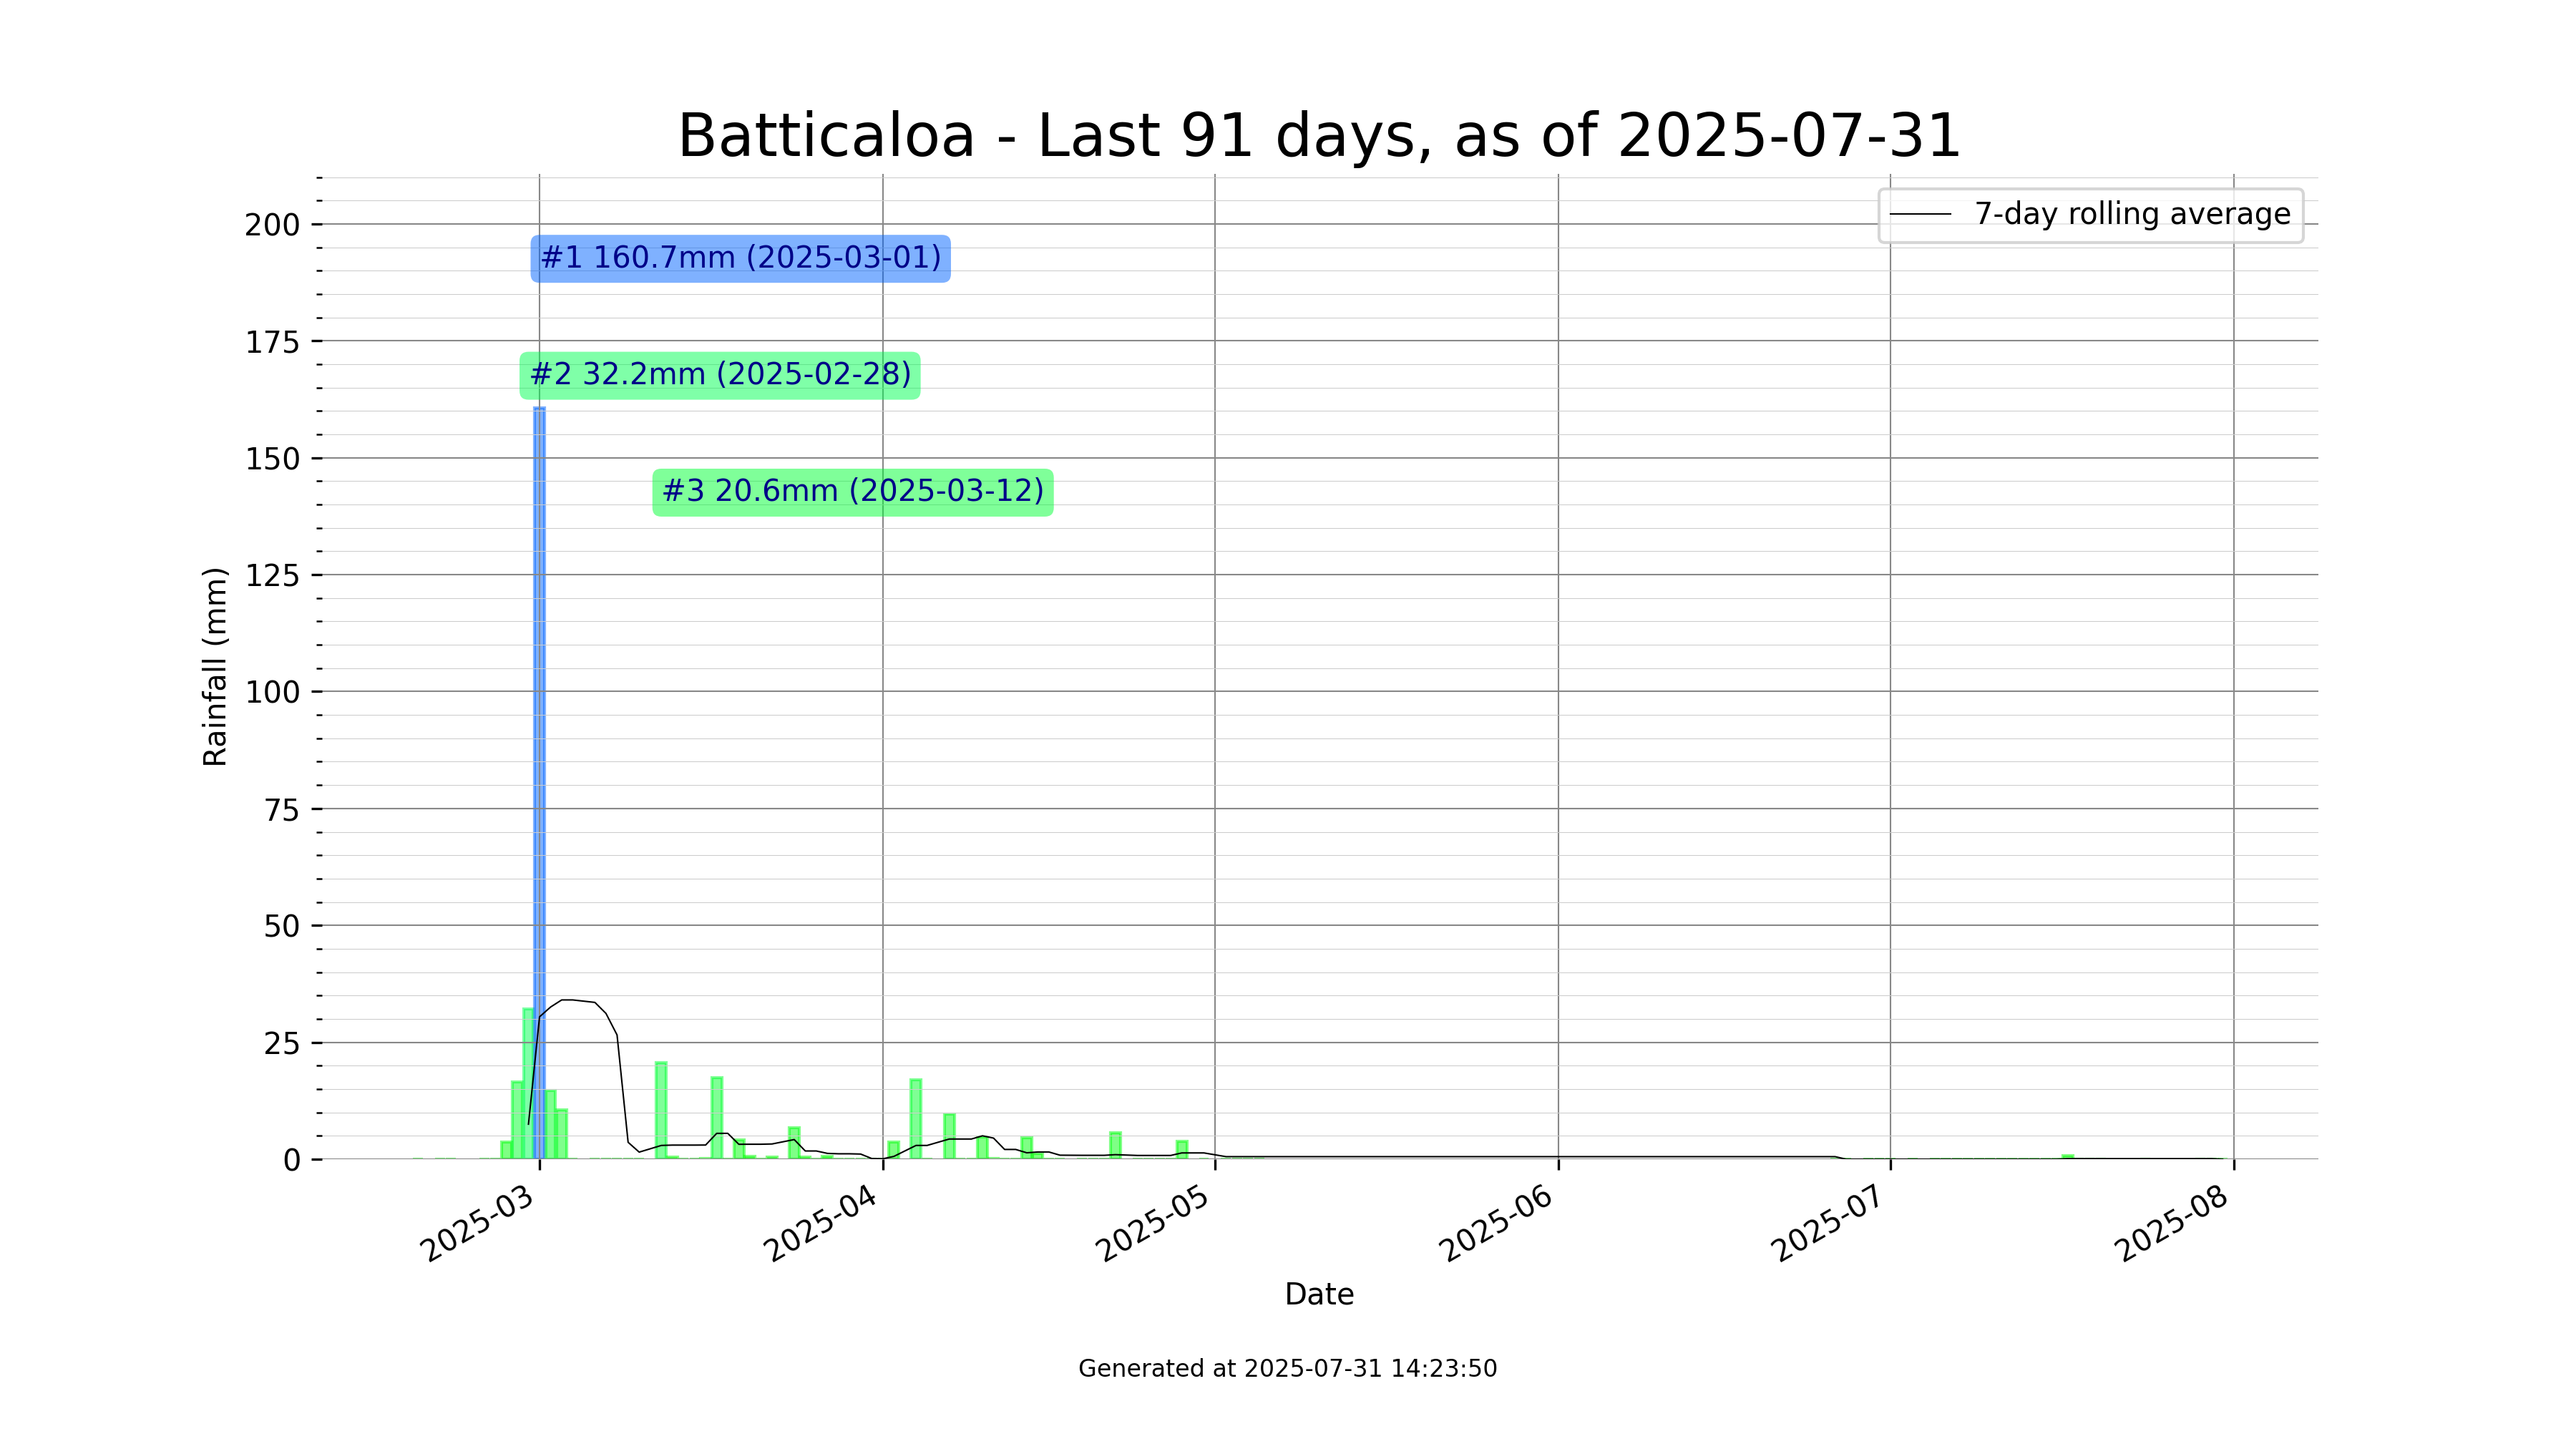 Batticaloa - Last 91 days, as of 2025-07-31
7-day rolling average
#1 160.7mm (2025-03-01)
#2 32.2mm (2025-02-28)
#3 20.6mm (2025-03-12)
Rainfall (mm)
200
175
150
125
100
75
50
25
0
2025-03
2025-04
2025-05
2025-06
2025-07
2025-08
Date
Generated at 2025-07-31 14:23:50